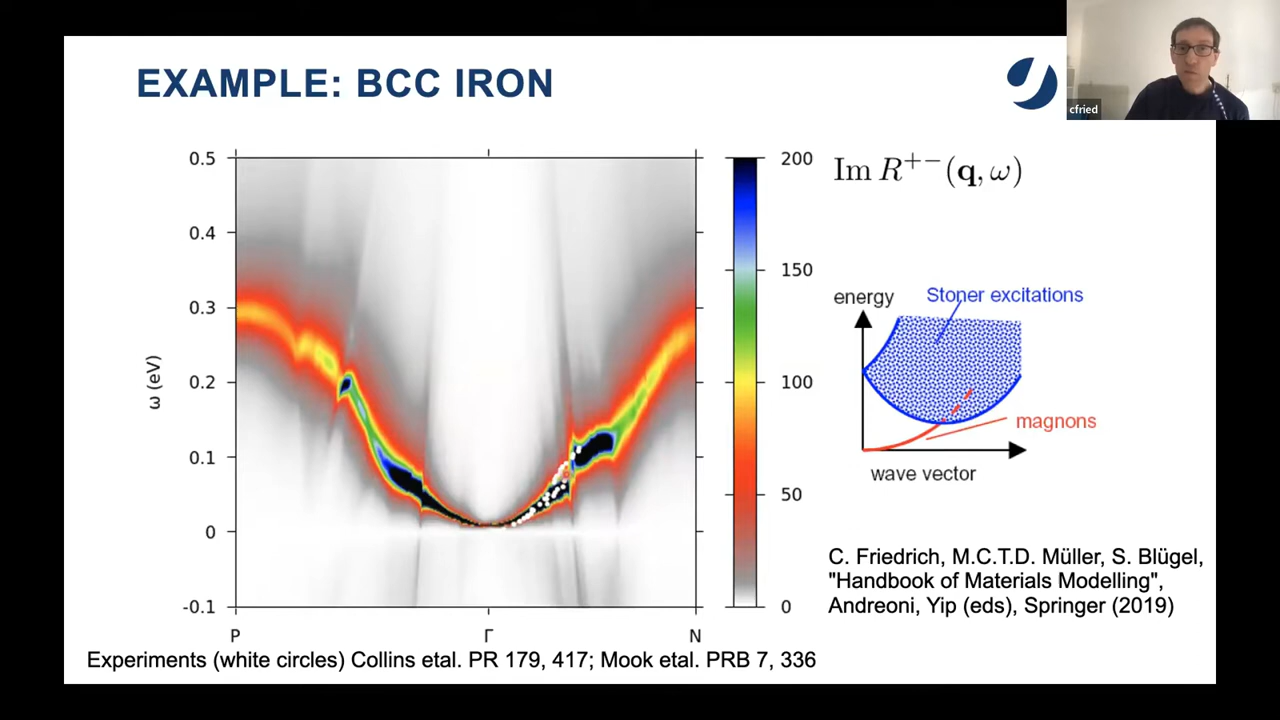 EXAMPLE: BCC IRON
cfried
Im R⁺⁻(q, ω)
0.5
0.4
0.3
0.2
0.1
0
-0.1
ω (eV)
P
Γ
N
200
150
100
50
0
energy
Stoner excitations
magnons
wave vector
C. Friedrich, M.C.T.D. Müller, S. Blügel,
"Handbook of Materials Modelling",
Andreoni, Yip (eds), Springer (2019)
Experiments (white circles) Collins etal. PR 179, 417; Mook etal. PRB 7, 336